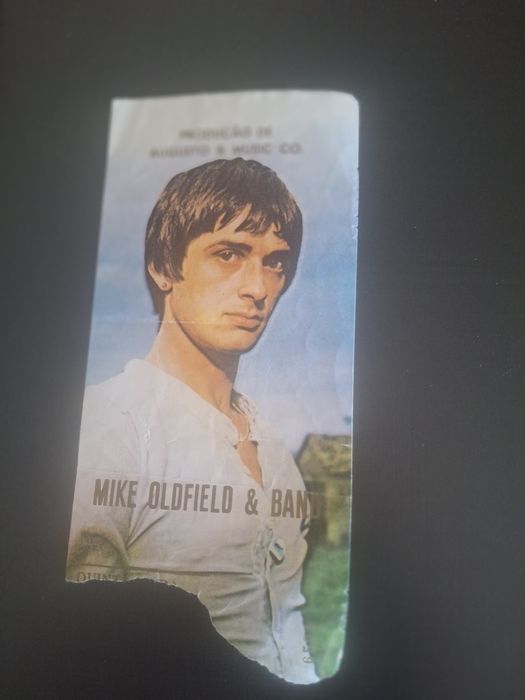 PRODUÇÃO DE
AUGUSTO & MUSIC CO.
MIKE OLDFIELD & BAND